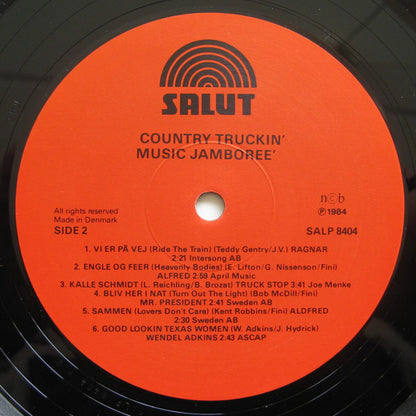 SALUT
COUNTRY TRUCKIN'
MUSIC JAMBOREE'
All rights reserved
Made in Denmark
SIDE 2
n©b
Ⓟ 1984
SALP 8404
1. VI ER PÅ VEJ (Ride The Train) (Teddy Gentry/J.V.) RAGNAR
2:21 Intersong AB
2. ENGLE OG FEER (Heavenly Bodies) (E. Lifton/G. Nissenson/Fini)
ALFRED 2:59 April Music
3. KALLE SCHMIDT (L. Reichling/B. Brozat) TRUCK STOP 3:41 Joe Menke
4. BLIV HER I NAT (Turn Out The Light) (Bob McDill/Fini)
MR. PRESIDENT 2:41 Sweden AB
5. SAMMEN (Lovers Don't Care) (Kent Robbins/Fini) ALDFRED
2:30 Sweden AB
6. GOOD LOOKIN TEXAS WOMEN (W. Adkins/J. Hydrick)
WENDEL ADKINS 2:43 ASCAP